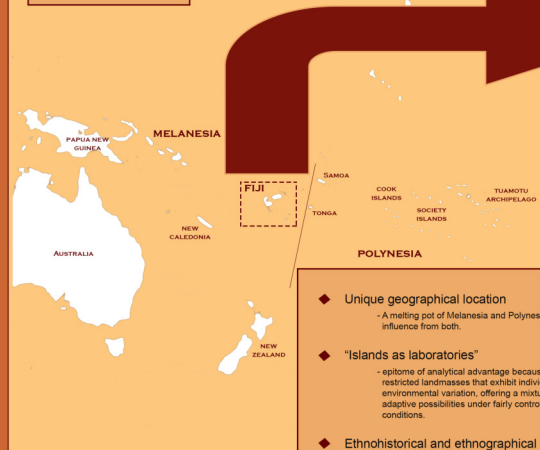 PAPUA NEW
GUINEA
MELANESIA
FIJI
SAMOA
TONGA
COOK
ISLANDS
SOCIETY
ISLANDS
TUAMOTU
ARCHIPELAGO
NEW
CALEDONIA
AUSTRALIA
POLYNESIA
NEW
ZEALAND
Unique geographical location
- A melting pot of Melanesia and Polynes
influence from both.
“Islands as laboratories”
- epitome of analytical advantage becaus
restricted landmasses that exhibit indivi
environmental variation, offering a mixtu
adaptive possibilities under fairly contro
conditions.
Ethnohistorical and ethnographical